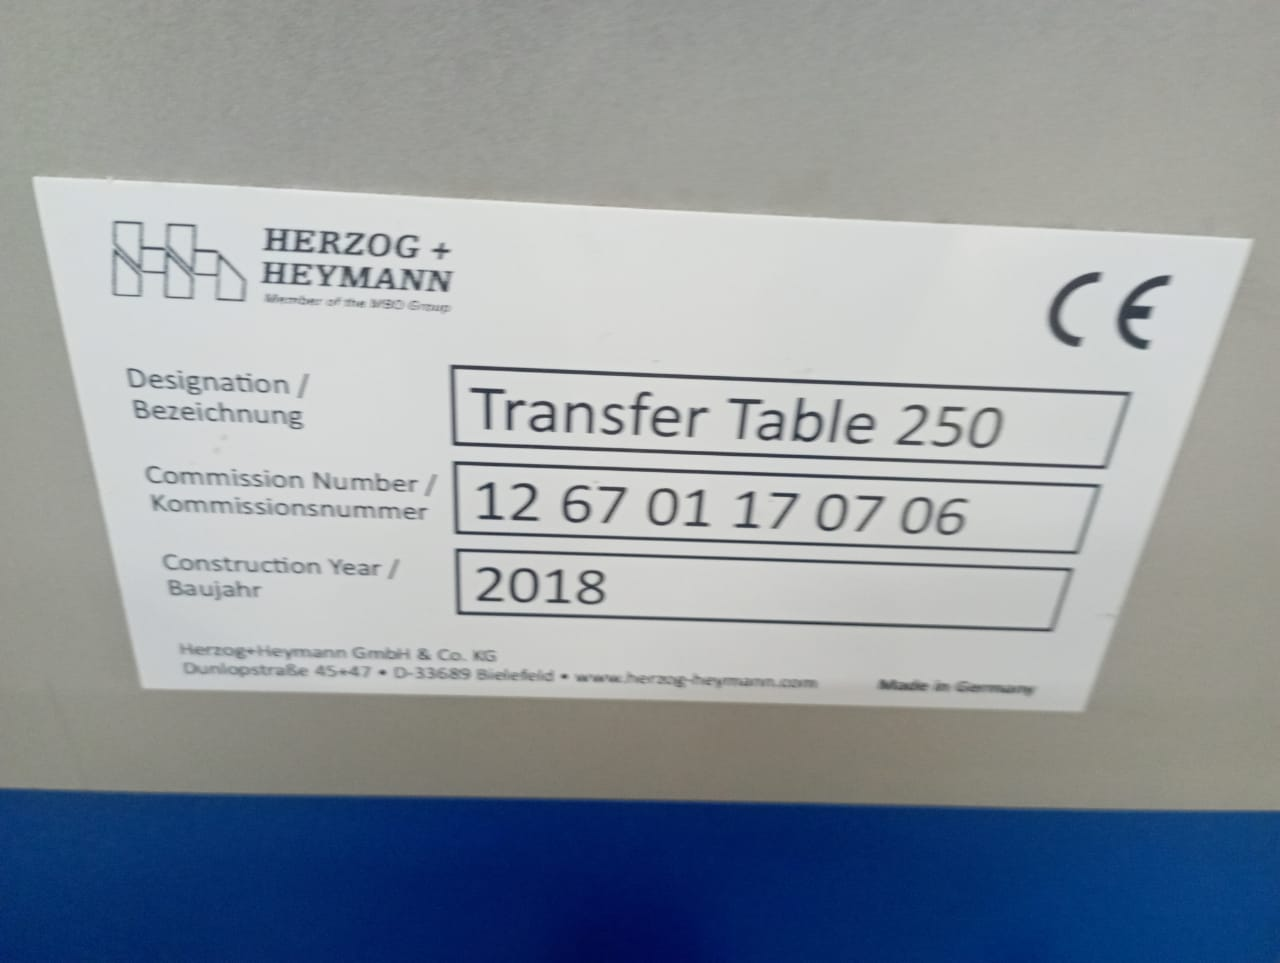 HERZOG +
HEYMANN
Member of the MBO Group
CE
Designation /
Bezeichnung
Transfer Table 250
Commission Number /
Kommissionsnummer
12 67 01 17 07 06
Construction Year /
Baujahr
2018
Herzog+Heymann GmbH & Co. KG
Dunlopstraße 45+47 • D-33689 Bielefeld • www.herzog-heymann.com
Made in Germany